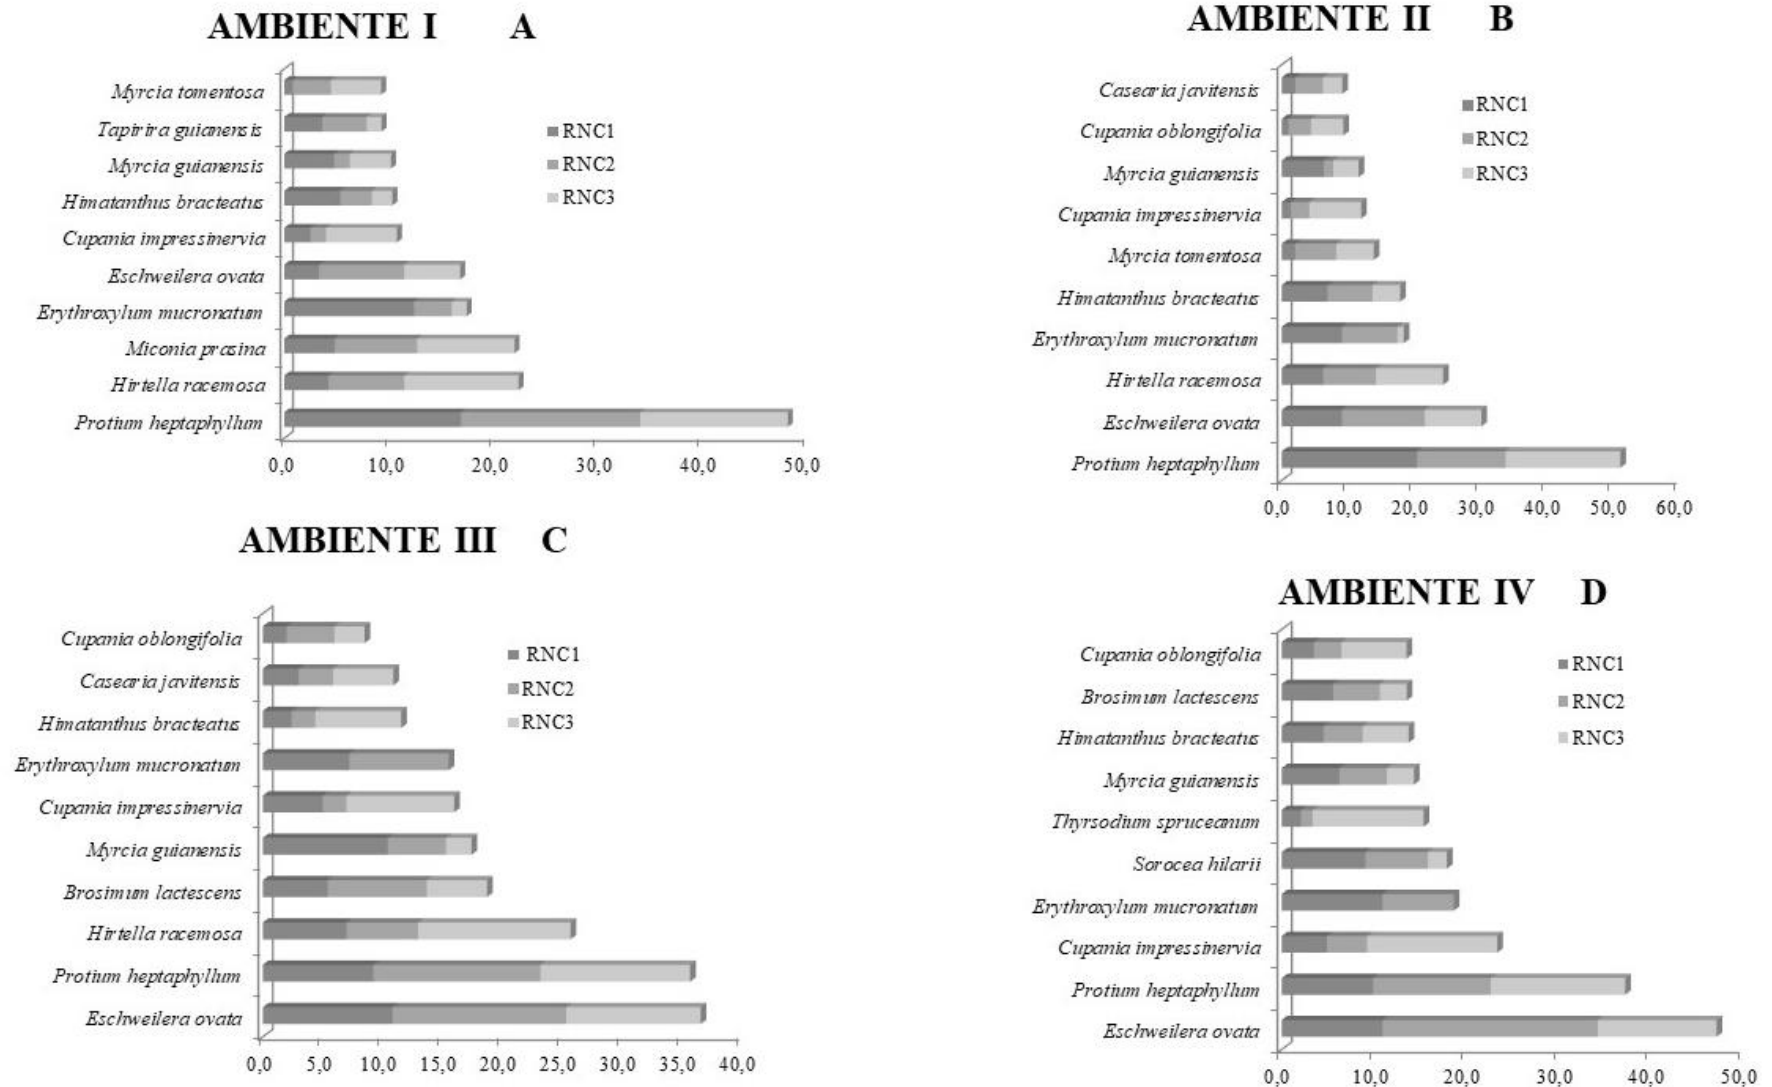 AMBIENTE I A
Myrcia tomentosa
Tapirira guianensis
Myrcia guianensis
Himatanthus bracteatus
Cupania impressinervia
Eschweilera ovata
Erythroxylum mucronatum
Miconia prasina
Hirtella racemosa
Protium heptaphyllum
RNC1
RNC2
RNC3
0,0 10,0 20,0 30,0 40,0 50,0
AMBIENTE II B
Casearia javitensis
Cupania oblongifolia
Myrcia guianensis
Cupania impressinervia
Myrcia tomentosa
Himatanthus bracteatus
Erythroxylum mucronatum
Hirtella racemosa
Eschweilera ovata
Protium heptaphyllum
RNC1
RNC2
RNC3
0,0 10,0 20,0 30,0 40,0 50,0 60,0
AMBIENTE III C
Cupania oblongifolia
Casearia javitensis
Himatanthus bracteatus
Erythroxylum mucronatum
Cupania impressinervia
Myrcia guianensis
Brosimum lactescens
Hirtella racemosa
Protium heptaphyllum
Eschweilera ovata
RNC1
RNC2
RNC3
0,0 5,0 10,0 15,0 20,0 25,0 30,0 35,0 40,0
AMBIENTE IV D
Cupania oblongifolia
Brosimum lactescens
Himatanthus bracteatus
Myrcia guianensis
Thyrsodium spruceanum
Sorocea hilarii
Erythroxylum mucronatum
Cupania impressinervia
Protium heptaphyllum
Eschweilera ovata
RNC1
RNC2
RNC3
0,0 10,0 20,0 30,0 40,0 50,0